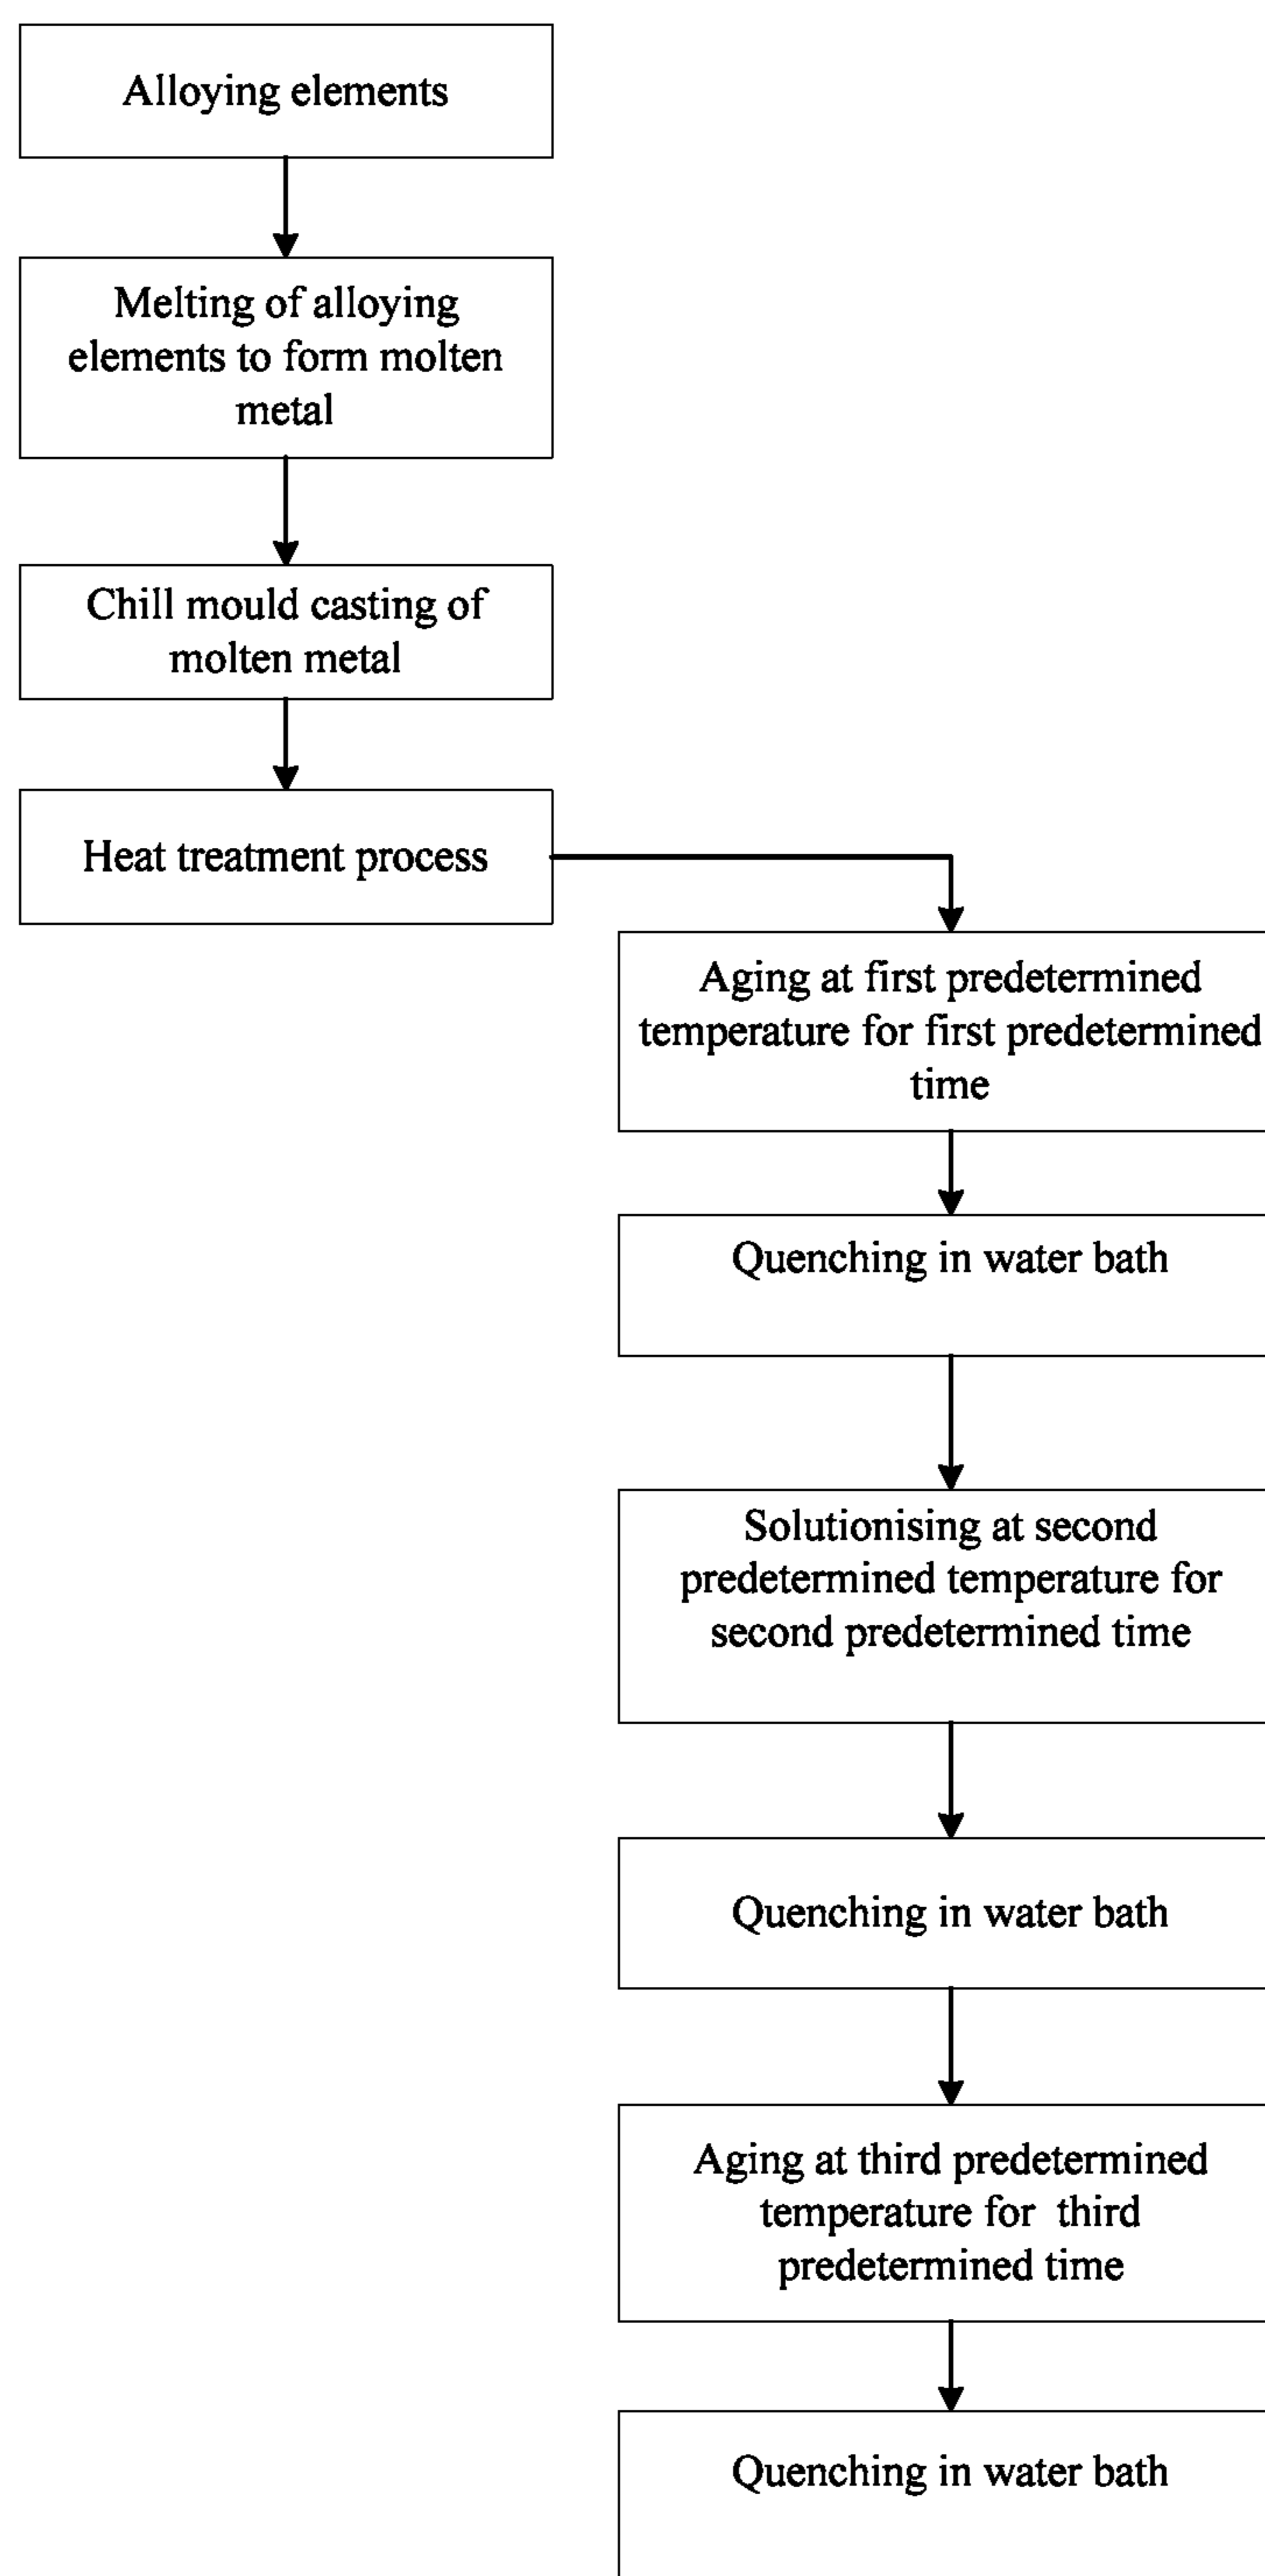 Alloying elements
Melting of alloying
elements to form molten
metal
Chill mould casting of
molten metal
Heat treatment process
Aging at first predetermined
temperature for first predetermined
time
Quenching in water bath
Solutionising at second
predetermined temperature for
second predetermined time
Quenching in water bath
Aging at third predetermined
temperature for third
predetermined time
Quenching in water bath